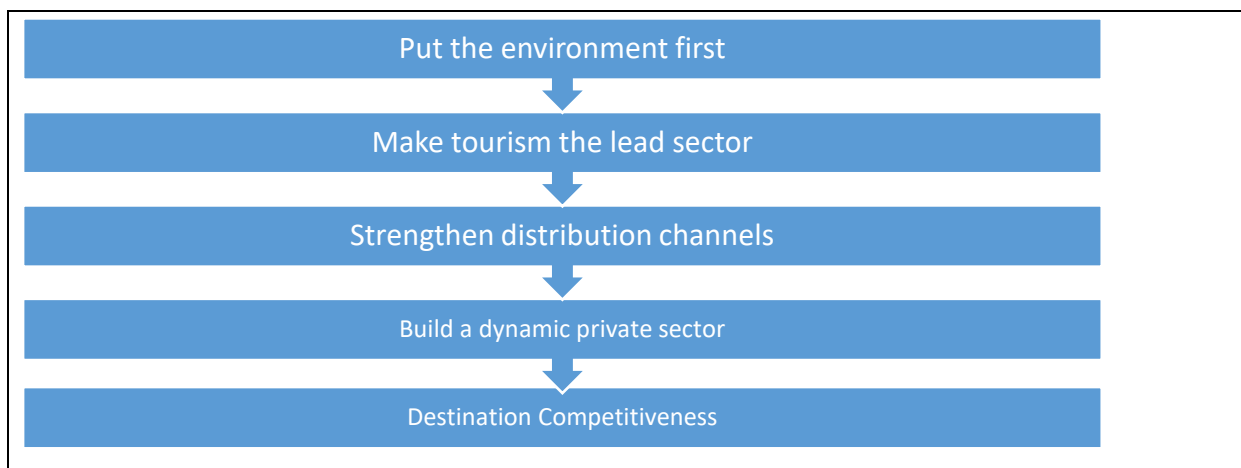 Put the environment first
Make tourism the lead sector
Strengthen distribution channels
Build a dynamic private sector
Destination Competitiveness